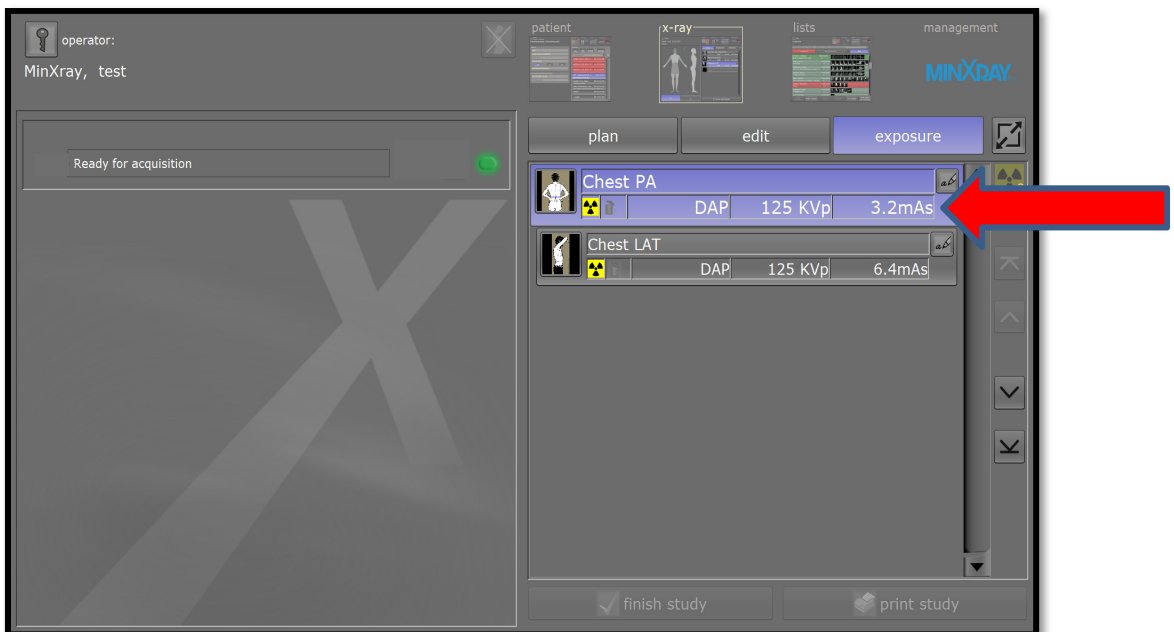 operator:
MinXray, test
patient
x-ray
lists
management
MINXRAY
plan
edit
exposure
Ready for acquisition
Chest PA
DAP 125 KVp 3.2mAs
Chest LAT
DAP 125 KVp 6.4mAs
finish study
print study